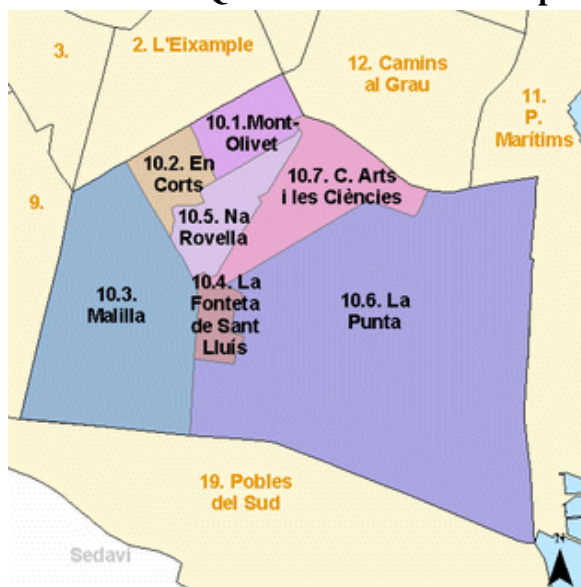 3.
2. L'Eixample
12. Camins
al Grau
11.
P.
Marítims
10.1.Mont-
Olivet
10.2. En
Corts
10.7. C. Arts
i les Ciències
9.
10.5. Na
Rovella
10.3.
Malilla
10.4. La
Fonteta
de Sant
Lluís
10.6. La
Punta
19. Pobles
del Sud
Sedaví
N